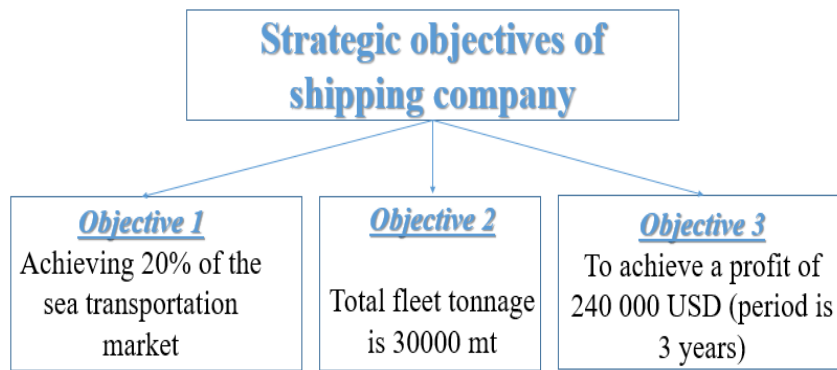 Strategic objectives of
shipping company
Objective 1
Achieving 20% of the
sea transportation
market
Objective 2
Total fleet tonnage
is 30000 mt
Objective 3
To achieve a profit of
240 000 USD (period is
3 years)